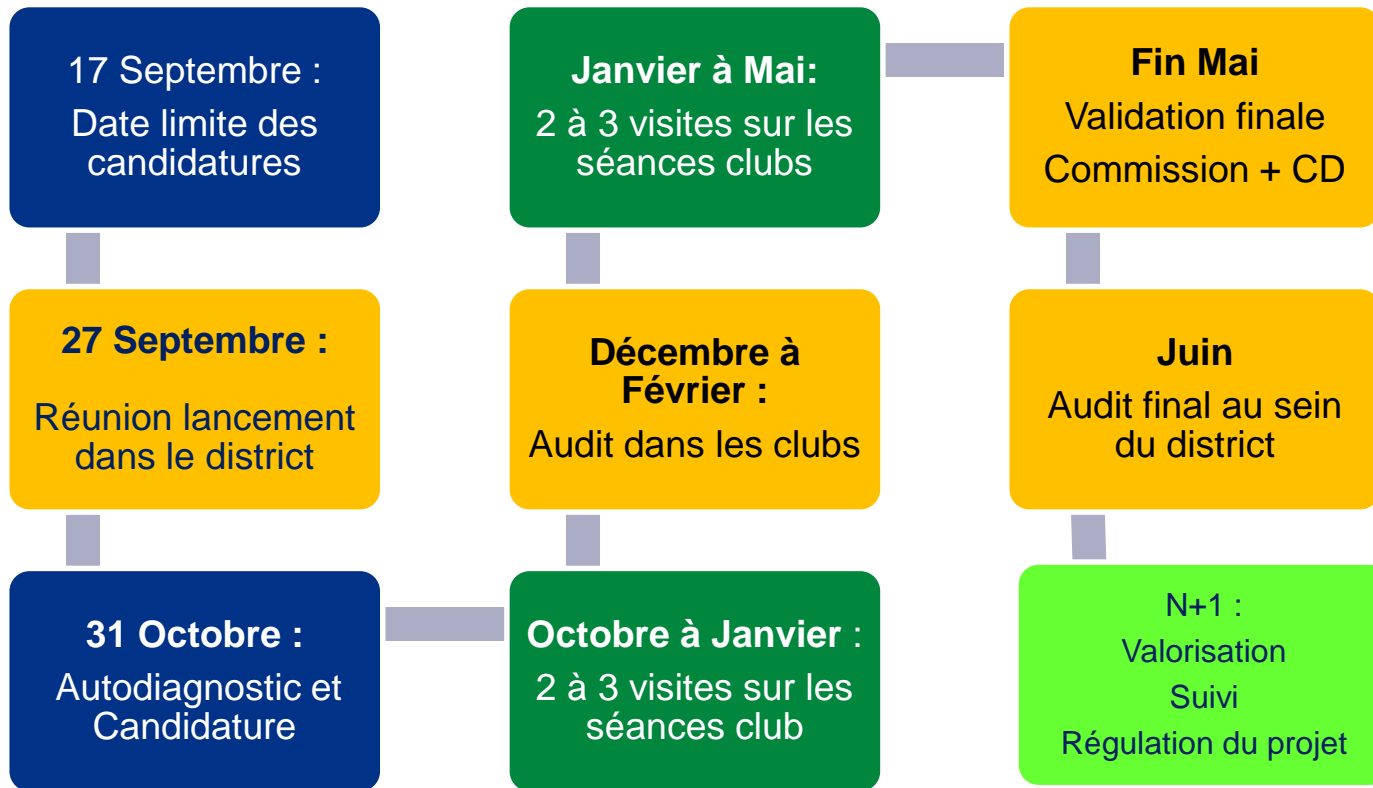 17 Septembre :
Date limite des
candidatures
27 Septembre :
Réunion lancement
dans le district
31 Octobre :
Autodiagnostic et
Candidature
Octobre à Janvier :
2 à 3 visites sur les
séances club
Décembre à
Février :
Audit dans les clubs
Janvier à Mai:
2 à 3 visites sur les
séances clubs
Fin Mai
Validation finale
Commission + CD
Juin
Audit final au sein
du district
N+1 :
Valorisation
Suivi
Régulation du projet